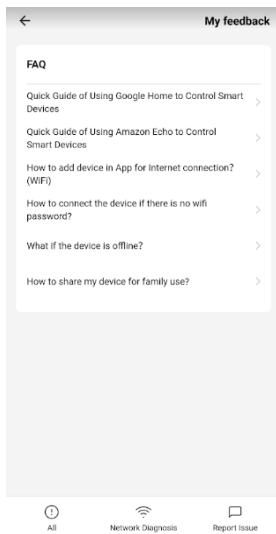 My feedback
FAQ
Quick Guide of Using Google Home to Control Smart
Devices
Quick Guide of Using Amazon Echo to Control
Smart Devices
How to add device in App for Internet connection?
(WiFi)
How to connect the device if there is no wifi
password?
What if the device is offline?
How to share my device for family use?
All
Network Diagnosis
Report Issue